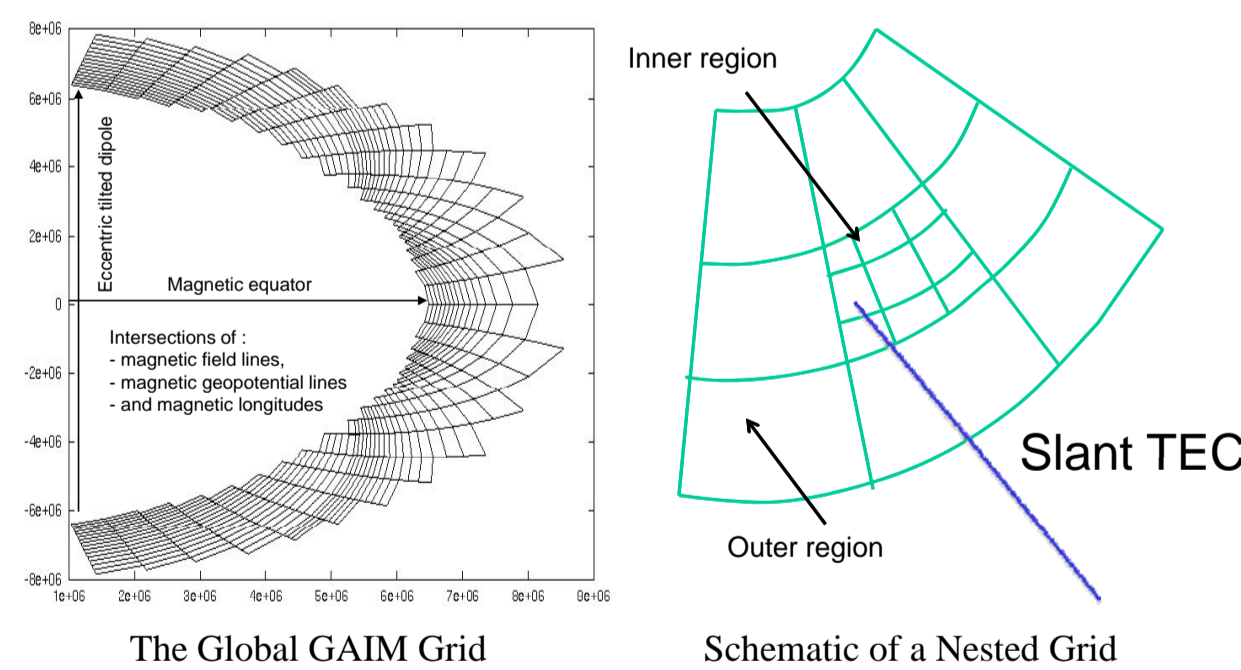 8e+06
6e+06
4e+06
2e+06
0
-2e+06
-4e+06
-6e+06
-8e+06
1e+06 2e+06 3e+06 4e+06 5e+06 6e+06 7e+06 8e+06 9e+06
Eccentric tilted dipole
Magnetic equator
Intersections of :
- magnetic field lines,
- magnetic geopotential lines
- and magnetic longitudes
The Global GAIM Grid
Inner region
Slant TEC
Outer region
Schematic of a Nested Grid